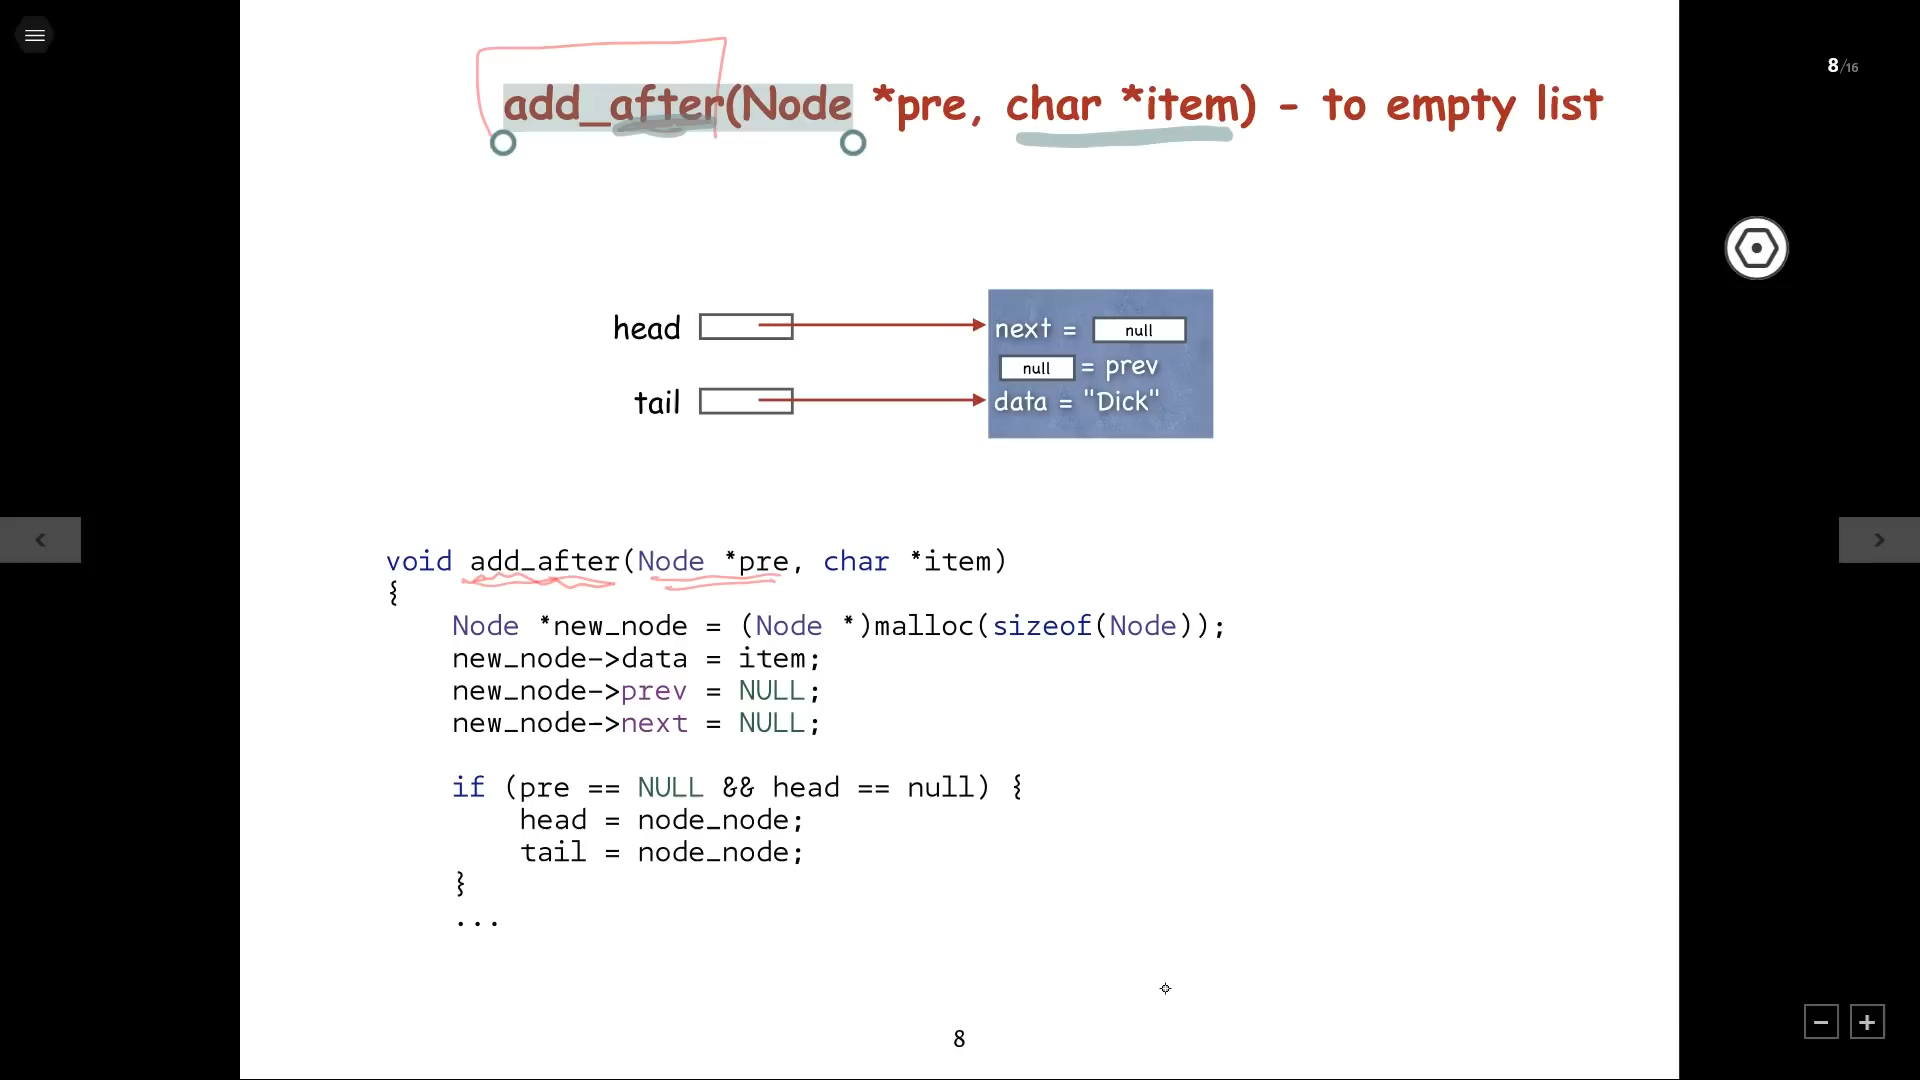 8/16
add_after(Node *pre, char *item) - to empty list
head
next = null
null = prev
tail
data = "Dick"
void add_after(Node *pre, char *item)
{
    Node *new_node = (Node *)malloc(sizeof(Node));
    new_node->data = item;
    new_node->prev = NULL;
    new_node->next = NULL;
    if (pre == NULL && head == null) {
        head = node_node;
        tail = node_node;
    }
    ...
8